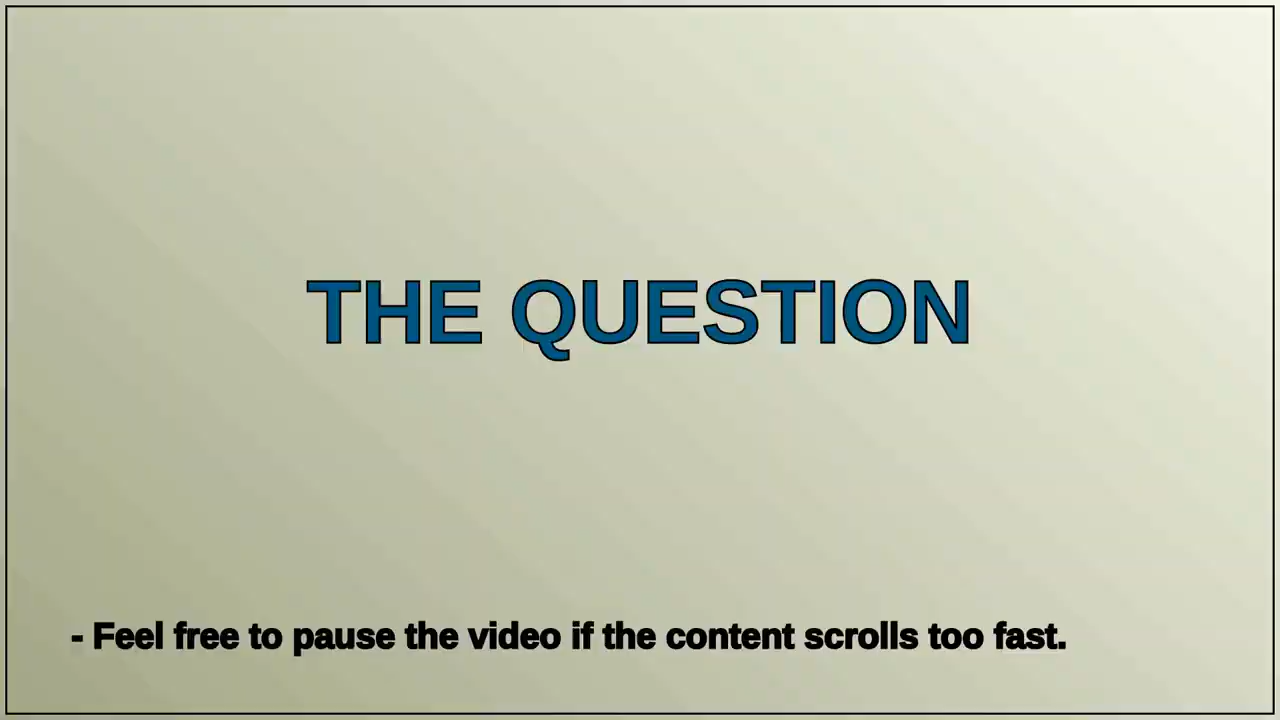 THE QUESTION
- Feel free to pause the video if the content scrolls too fast.